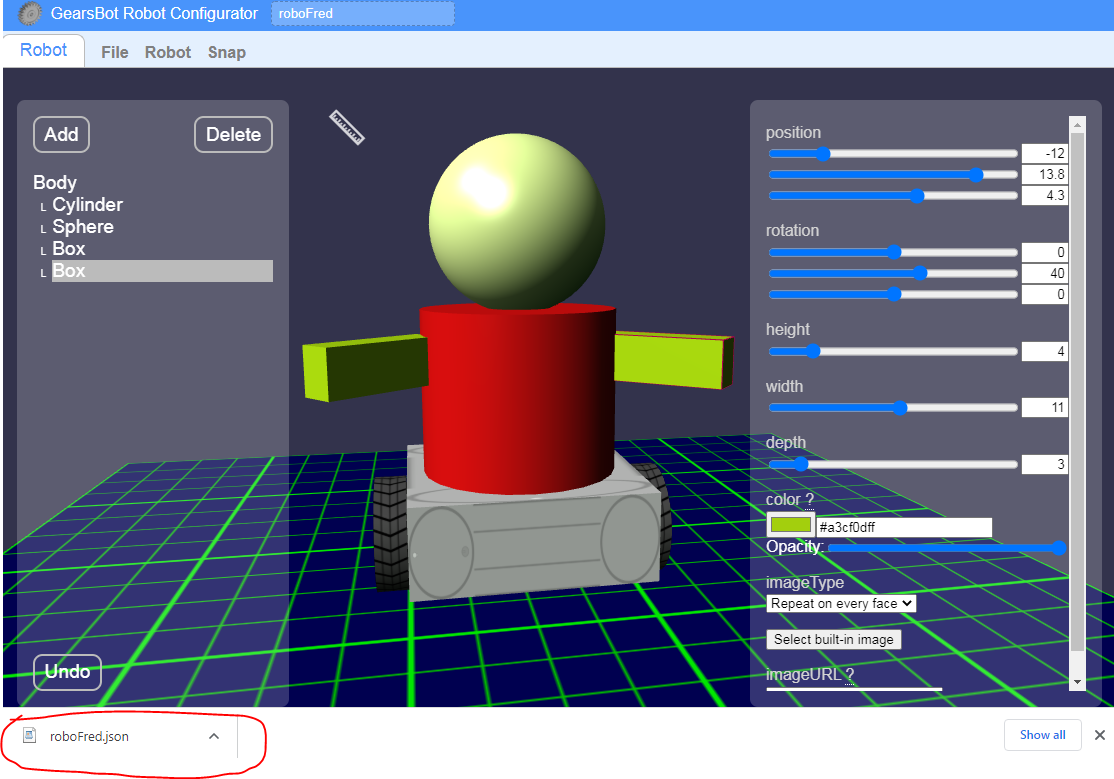 GearsBot Robot Configurator roboFred
Robot File Robot Snap
Add Delete
Body
L Cylinder
L Sphere
L Box
L Box
Undo
position
-12
13.8
4.3
rotation
0
40
0
height
4
width
11
depth
3
color ?
#a3cf0dff
Opacity:
imageType
Repeat on every face
Select built-in image
imageURL ?
roboFred.json
Show all